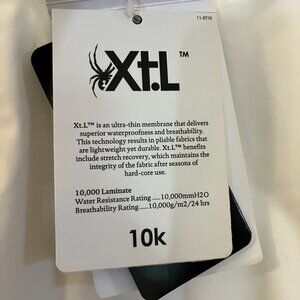 11-XT10
Xt.L™
Xt.L™ is an ultra-thin membrane that delivers
superior waterproofness and breathability.
This technology results in pliable fabrics that
are lightweight yet durable. Xt.L™ benefits
include stretch recovery, which maintains
integrity of the fabric after seasons of
hard-core use.
10,000 Laminate
Water Resistance Rating ....10,000mmH2O
Breathability Rating.....10,000g/m2/24 hrs
10k